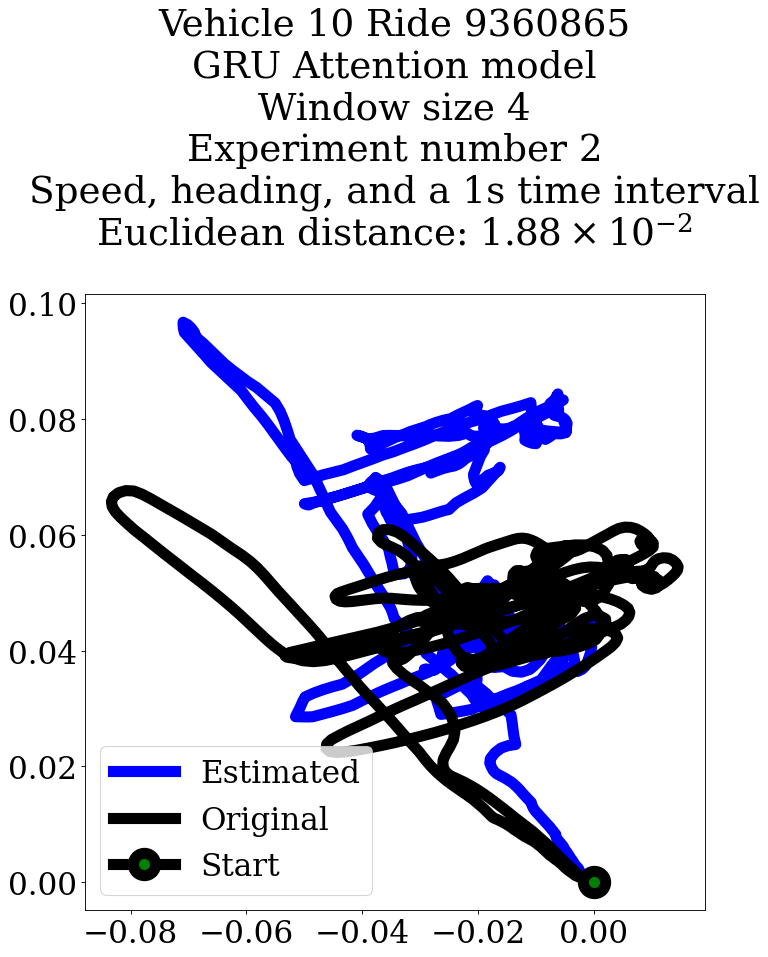 Vehicle 10 Ride 9360865
GRU Attention model
Window size 4
Experiment number 2
Speed, heading, and a 1s time interval
Euclidean distance: 1.88 × 10⁻²
0.10
0.08
0.06
0.04
0.02
0.00
Estimated
Original
Start
−0.08 −0.06 −0.04 −0.02 0.00